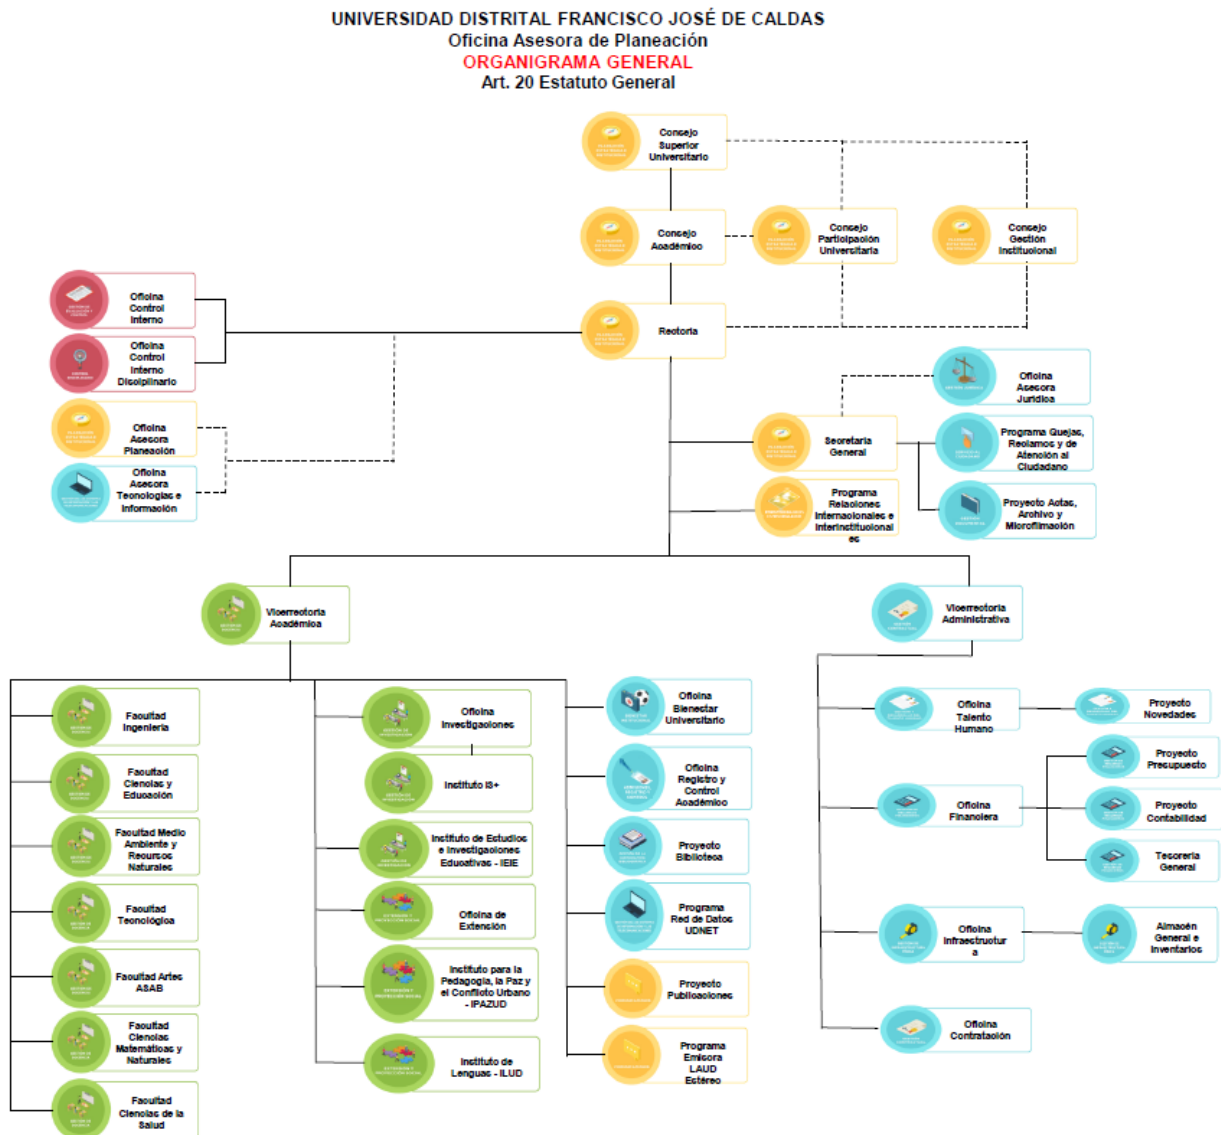 UNIVERSIDAD DISTRITAL FRANCISCO JOSÉ DE CALDAS
Oficina Asesora de Planeación
ORGANIGRAMA GENERAL
Art. 20 Estatuto General
Consejo
Superior
Universitario
Consejo
Académico
Consejo
Participación
Universitaria
Consejo
Gestión
Institucional
Oficina
Control
Interno
Rectoría
Oficina
Control
Interno
Disciplinario
Oficina
Asesora
Jurídica
Oficina
Asesora
Planeación
Secretaria
General
Programa Quejas,
Reclamos y de
Atención al
Ciudadano
Oficina
Asesora
Tecnologías e
Información
Programa
Relaciones
Internacionales e
Interinstitucional
es
Proyecto Actas,
Archivo y
Microfilmación
Vicerrectoria
Académica
Vicerrectoria
Administrativa
Facultad
Ingeniería
Facultad
Ciencias y
Educación
Facultad Medio
Ambiente y
Recursos
Naturales
Facultad
Tecnológica
Facultad Artes
ASAB
Facultad
Ciencias
Matemáticas y
Naturales
Facultad
Ciencias de la
Salud
Oficina
Investigaciones
Instituto I3+
Instituto de Estudios
e Investigaciones
Educativas - IEIE
Oficina de
Extensión
Instituto para la
Pedagogía, la Paz y
el Conflicto Urbano
- IPAZUD
Instituto de
Lenguas - ILUD
Oficina
Bienestar
Universitario
Oficina
Registro y
Control
Académico
Proyecto
Biblioteca
Programa
Red de Datos
UDNET
Proyecto
Publicaciones
Programa
Emisora
LAUD
Estéreo
Oficina
Talento
Humano
Proyecto
Novedades
Oficina
Financiera
Proyecto
Presupuesto
Proyecto
Contabilidad
Tesorería
General
Oficina
Infraestructur
a
Almacén
General e
Inventarios
Oficina
Contratación